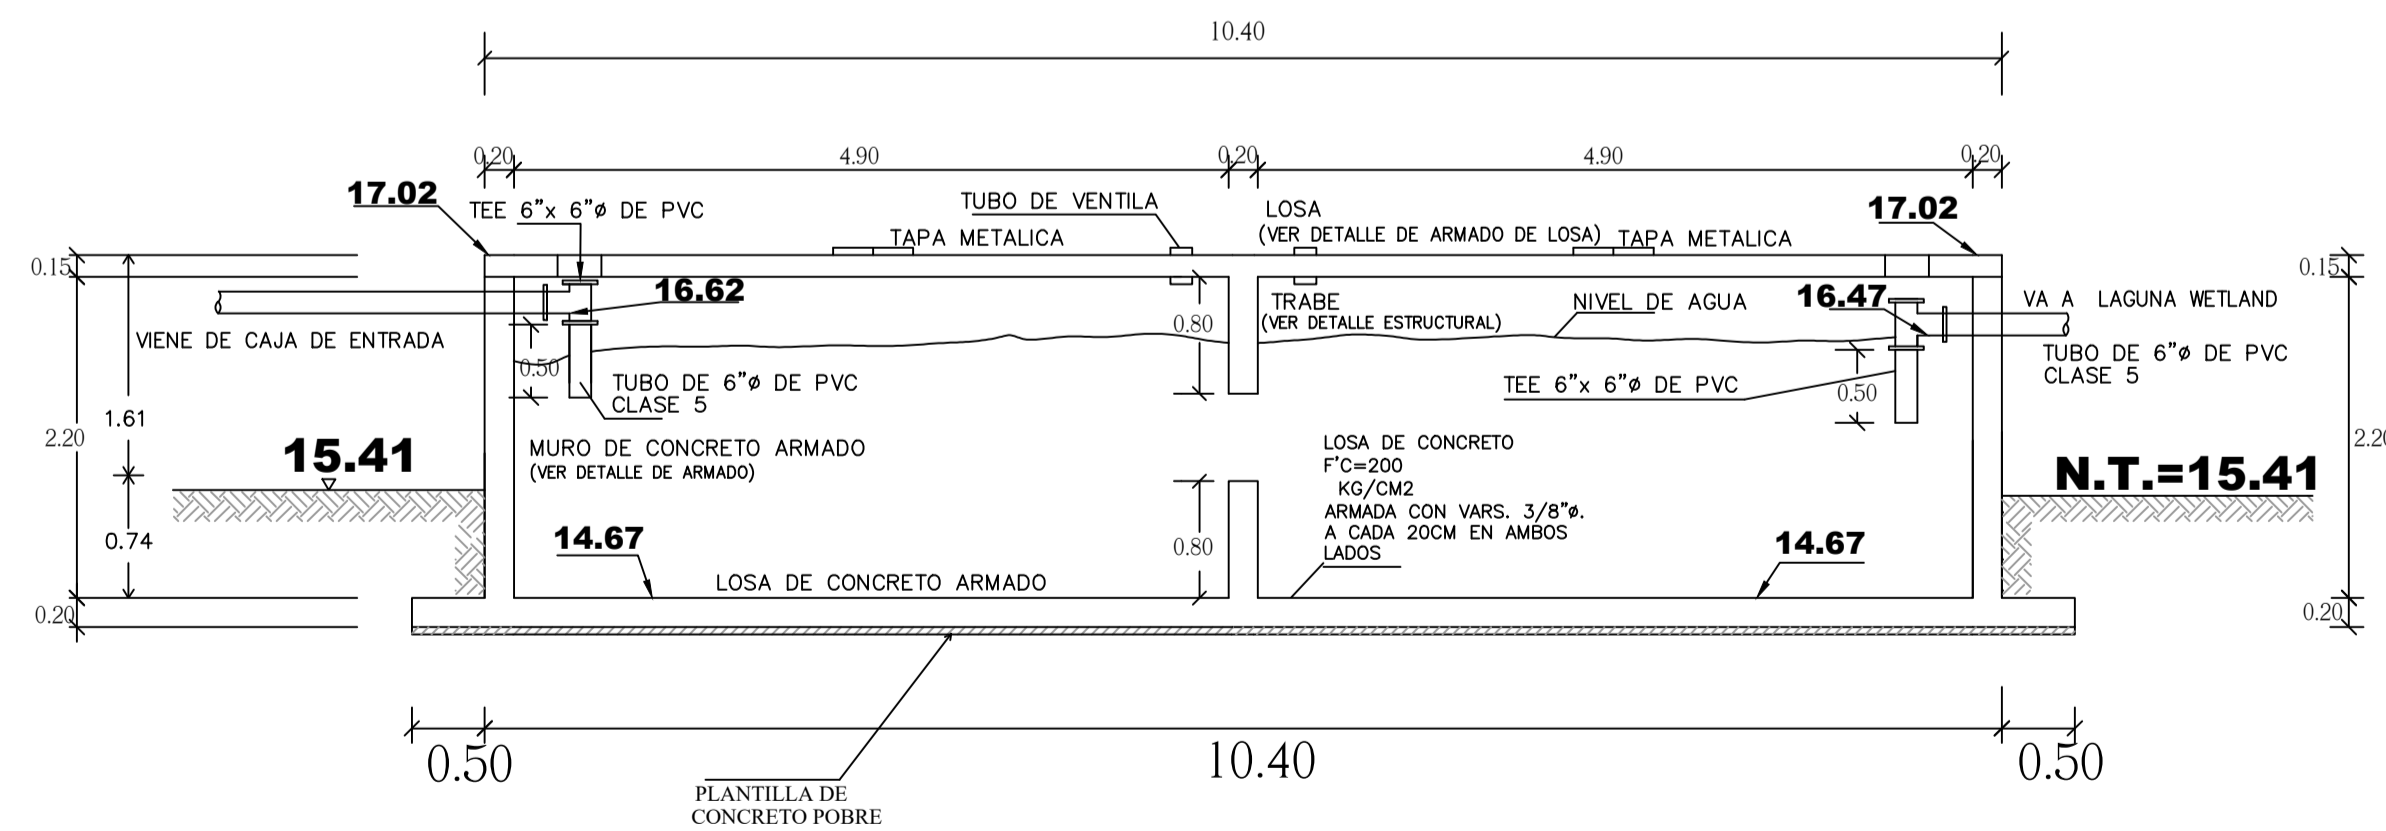 10.40
0.20
4.90
0.20
4.90
0.20
17.02
TEE 6"x 6"ø DE PVC
TUBO DE VENTILA
LOSA
(VER DETALLE DE ARMADO DE LOSA)
17.02
TAPA METALICA
TAPA METALICA
0.15
0.15
16.62
TRABE
(VER DETALLE ESTRUCTURAL)
NIVEL DE AGUA
16.47
VA A LAGUNA WETLAND
VIENE DE CAJA DE ENTRADA
0.80
0.50
TUBO DE 6"ø DE PVC
CLASE 5
TEE 6"x 6"ø DE PVC
0.50
TUBO DE 6"ø DE PVC
CLASE 5
1.61
2.20
15.41
MURO DE CONCRETO ARMADO
(VER DETALLE DE ARMADO)
LOSA DE CONCRETO
F'C=200
KG/CM2
ARMADA CON VARS. 3/8"ø.
A CADA 20CM EN AMBOS
LADOS
2.20
N.T.=15.41
0.74
14.67
0.80
14.67
LOSA DE CONCRETO ARMADO
0.20
0.20
0.50
10.40
0.50
PLANTILLA DE
CONCRETO POBRE